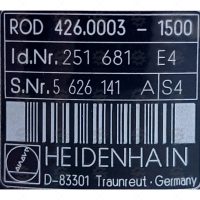 ROD 426.0003 - 1500
Id.Nr. 251 681 E4
S.Nr. 5 626 141 A S4
HEIDENHAIN
D-83301 Traunreut · Germany